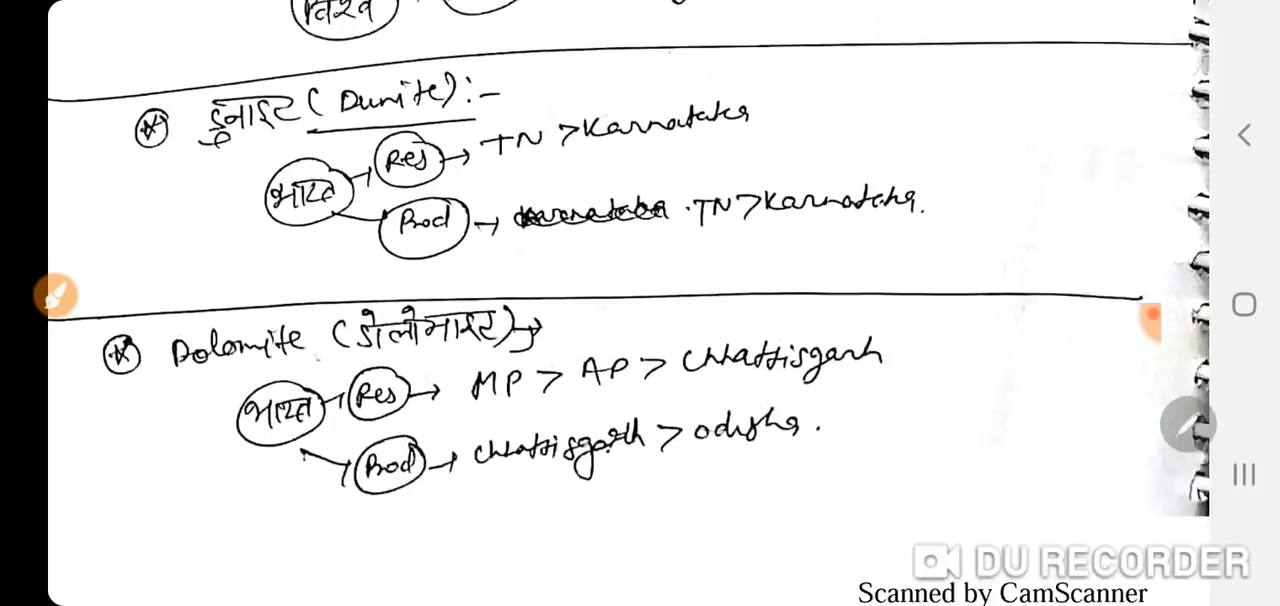 विश्व
डुनाइट ( Dunite) :-
Res → TN > Karnataka
भारत
Prod → Karnataka . TN > Karnataka.
Dolomite (डोलोमाइट) →
भारत → Res → MP > AP > Chhattisgarh
Prod → Chhattisgarh > odisha .
DU RECORDER
Scanned by CamScanner